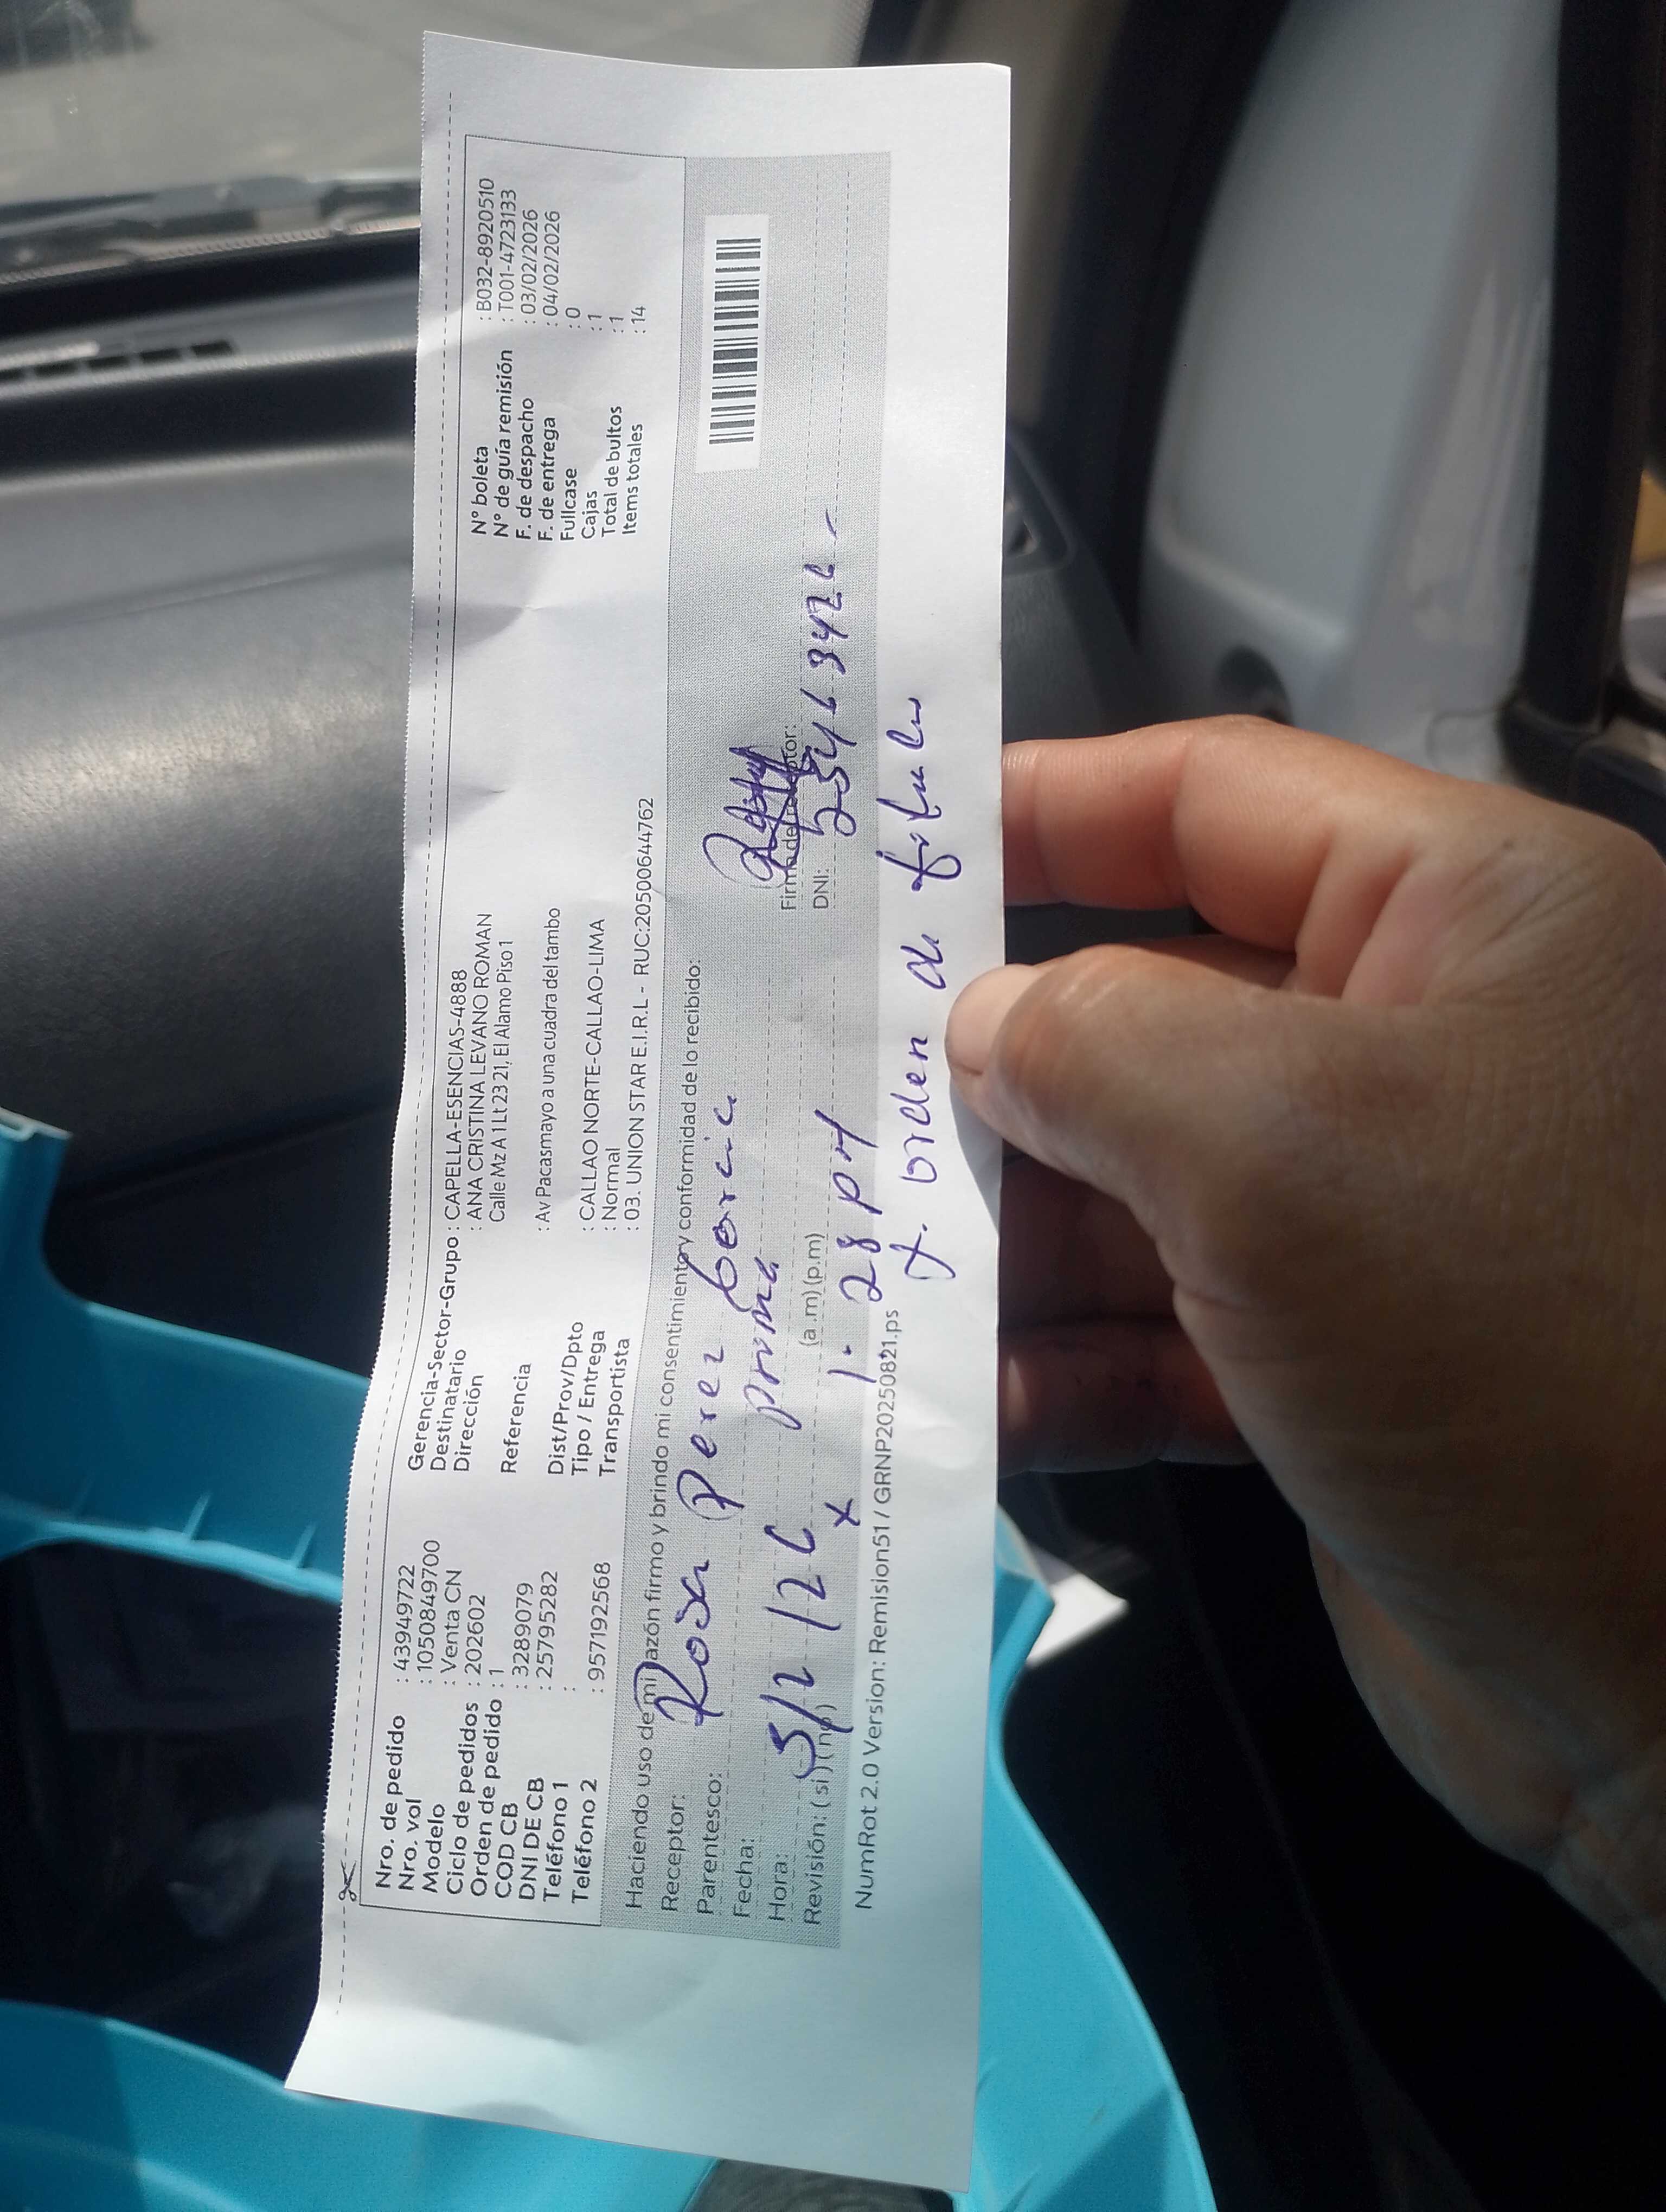 Nro. de pedido : 43949722
Nro. vol : 1050849700
Modelo : Venta CN
Ciclo de pedidos : 202602
Orden de pedido : 1
COD CB : 3289079
DNI DE CB : 25795282
Teléfono 1 :
Teléfono 2 : 957192568
Gerencia-Sector-Grupo : CAPELLA-ESENCIAS-4888
Destinatario : ANA CRISTINA LEVANO ROMAN
Dirección Calle Mz A 1 Lt 23 21, El Alamo Piso1
Referencia : Av Pacasmayo a una cuadra del tambo
Dist/Prov/Dpto : CALLAO NORTE-CALLAO-LIMA
Tipo / Entrega : Normal
Transportista : 03. UNION STAR E.I.R.L - RUC:20500644762
N° boleta : B032-8920510
N° de guía remisión : T001-4723133
F. de despacho : 03/02/2026
F. de entrega : 04/02/2026
Fullcase : 0
Cajas : 1
Total de bultos : 1
Items totales : 14
Haciendo uso de mi razón firmo y brindo mi consentimiento y conformidad de lo recibido:
Receptor: Rosa Perez
Parentesco: prima
Fecha:
Hora: (a.m) (p.m) 1.28 pm
Revisión: ( si ) ( no ) x
Firma del receptor:
DNI:
NumRot 2.0 Version: Remision51 / GRNP20250821.ps
orden de